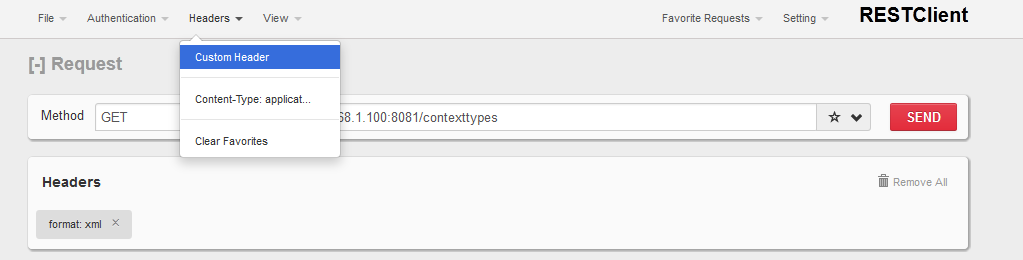 File Authentication Headers View Favorite Requests Setting RESTClient
Custom Header
[-] Request
Content-Type: applicat...
Method GET 68.1.100:8081/contexttypes SEND
Clear Favorites
Headers Remove All
format: xml ×